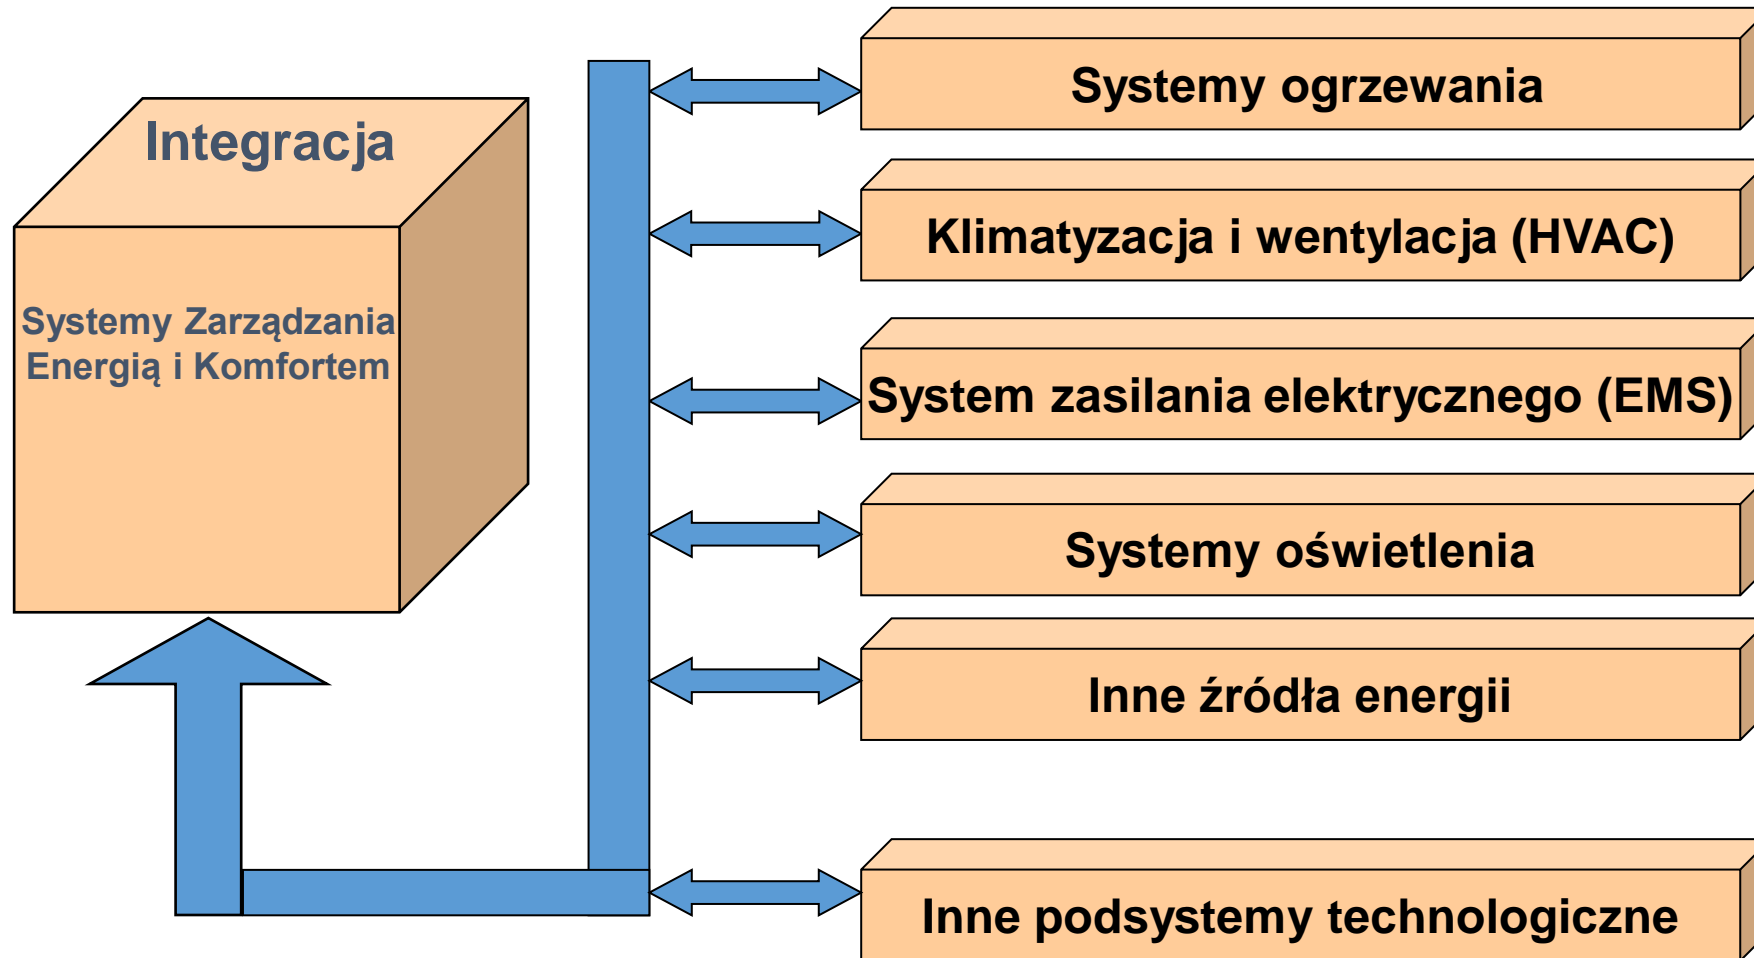 Integracja
Systemy Zarządzania
Energią i Komfortem
Systemy ogrzewania
Klimatyzacja i wentylacja (HVAC)
System zasilania elektrycznego (EMS)
Systemy oświetlenia
Inne źródła energii
Inne podsystemy technologiczne